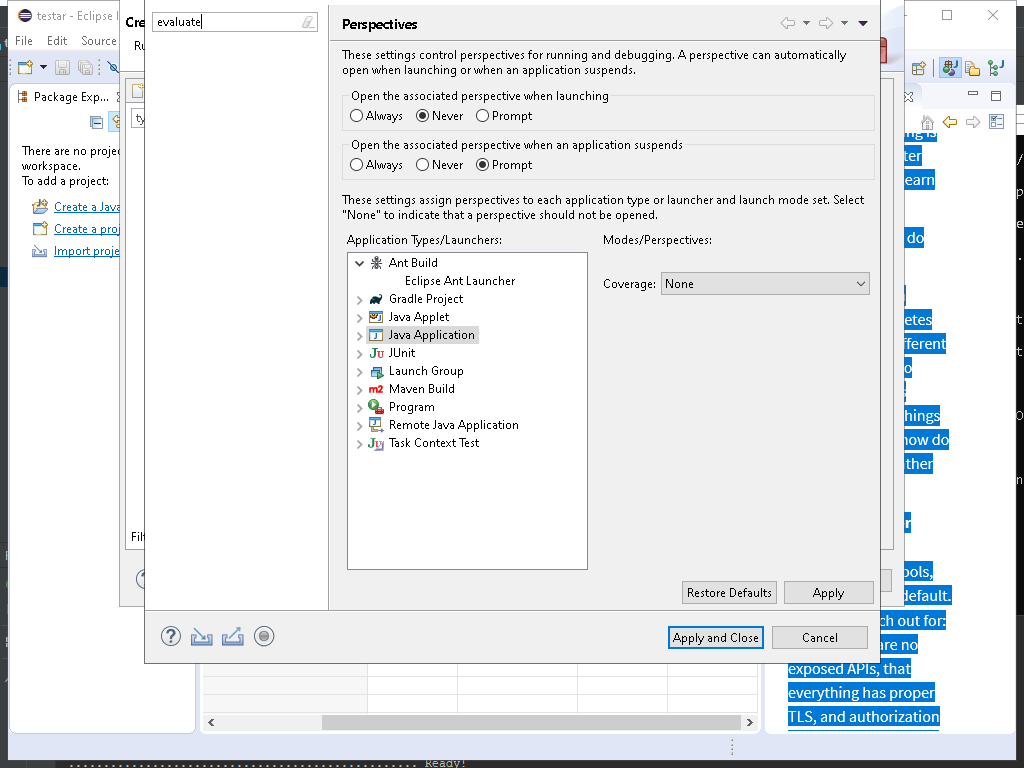 testar - Eclipse I
File Edit Source
Package Exp...
There are no proje
workspace.
To add a project:
Create a Java
Create a proj
Import proje
Cre
Ru
ty
Filt
evaluate
Perspectives
These settings control perspectives for running and debugging. A perspective can automatically
open when launching or when an application suspends.
Open the associated perspective when launching
Always Never Prompt
Open the associated perspective when an application suspends
Always Never Prompt
These settings assign perspectives to each application type or launcher and launch mode set. Select
"None" to indicate that a perspective should not be opened.
Application Types/Launchers: Modes/Perspectives:
Ant Build
Eclipse Ant Launcher
Coverage: None
Gradle Project
Java Applet
Java Application
JUnit
Launch Group
Maven Build
Program
Remote Java Application
Task Context Test
Restore Defaults Apply
Apply and Close Cancel
ng is
ter
earn
do
etes
fferent
o
hings
how do
ther
r
ools,
default.
ch out for:
are no
exposed APIs, that
everything has proper
TLS, and authorization
Ready!